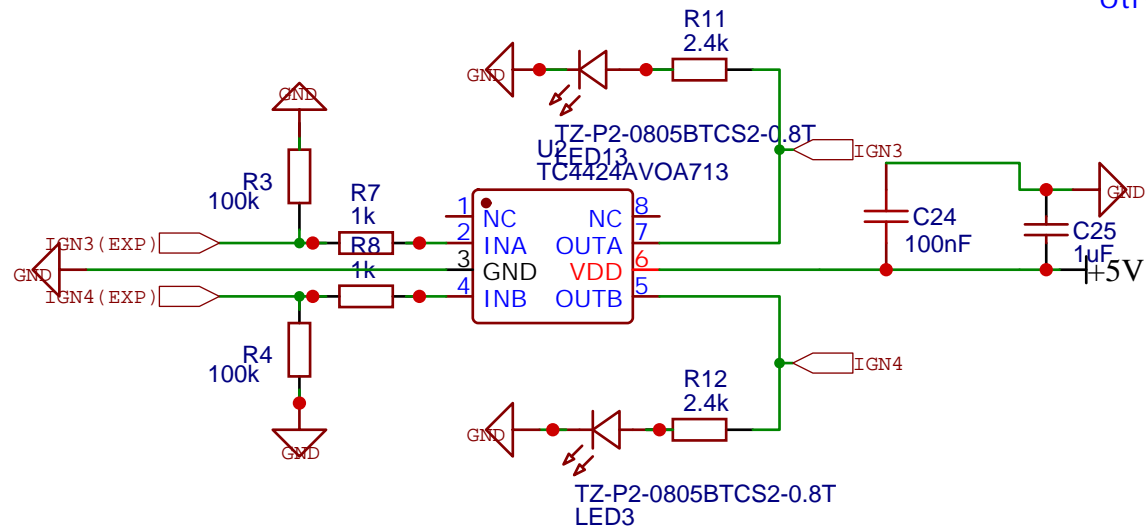 R11
2.4k
GND
TZ-P2-0805BTCS2-0.8T
U2
LED13
TC4424AVOA713
IGN3
GND
R3
100k
R7
1k
R8
1k
IGN3(EXP)
GND
IGN4(EXP)
1
NC
2
INA
3
GND
4
INB
NC
8
OUTA
7
VDD
6
OUTB
5
C24
100nF
GND
C25
1uF
+5V
R4
100k
GND
IGN4
R12
2.4k
GND
TZ-P2-0805BTCS2-0.8T
LED3